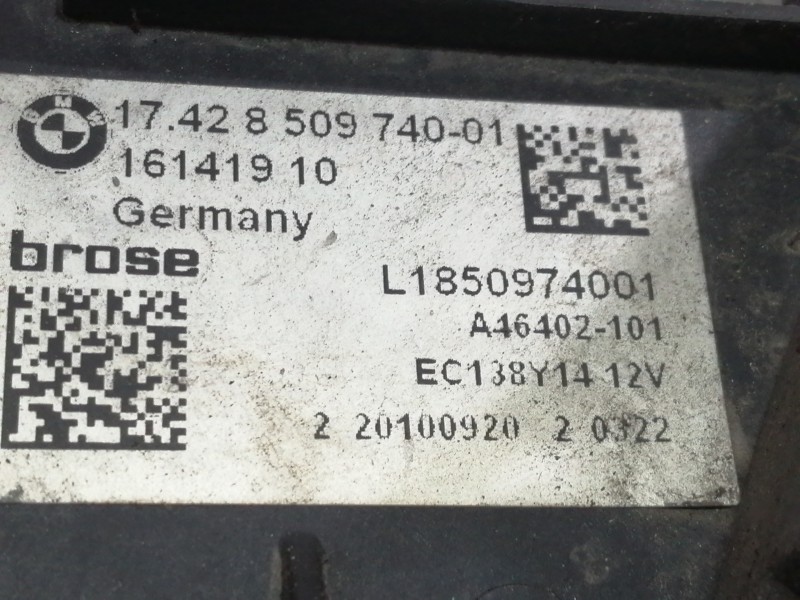 BMW
17.42 8 509 740-01
161419 10
Germany
brose
L1850974001
A46402-101
EC138Y14 12V
2 20100920 2 0322